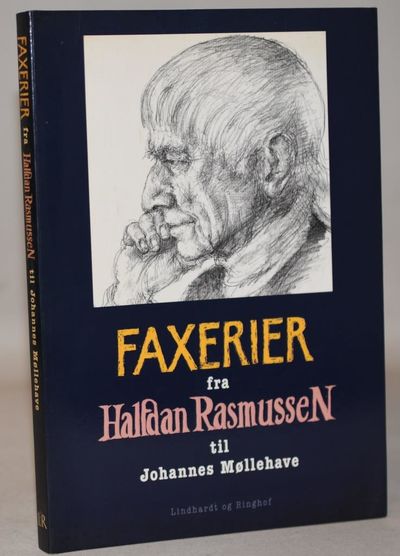 FAXERIER fra Halfdan RasmusseN til Johannes Møllehave
FAXERIER
fra
Halfdan RasmusseN
til
Johannes Møllehave
Lindhardt og Ringhof